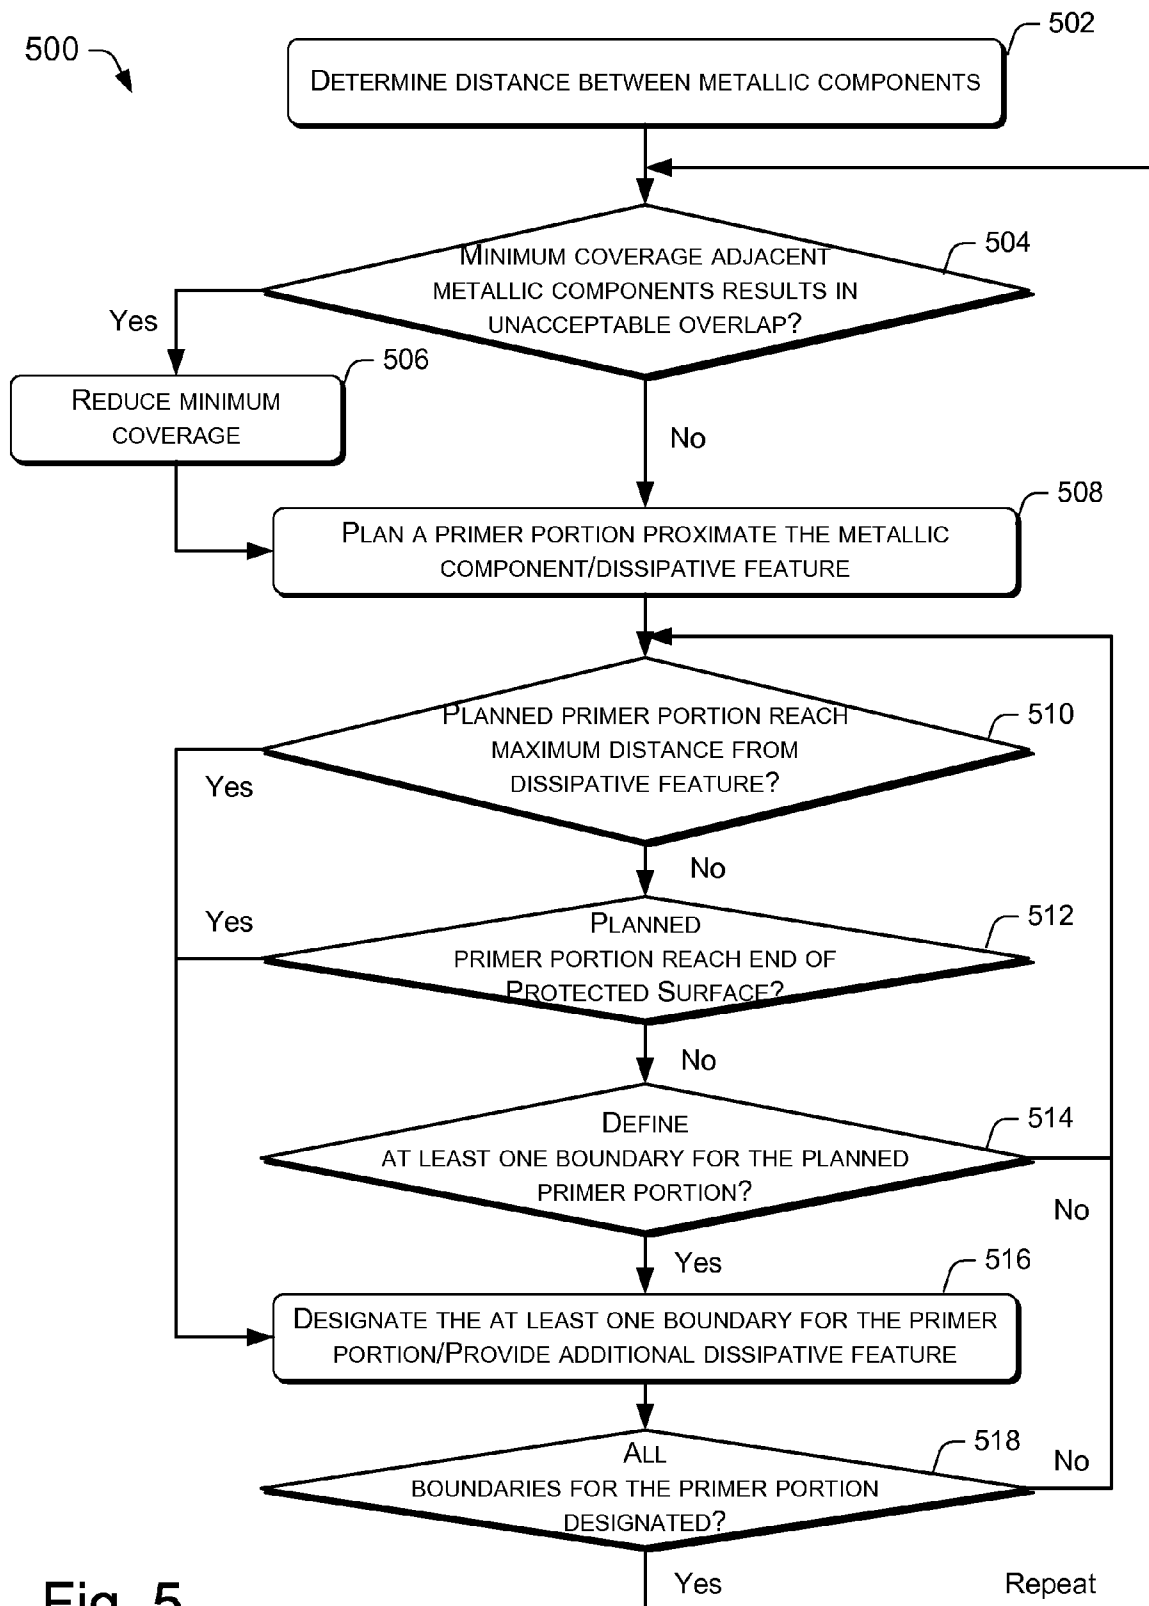 500
502
DETERMINE DISTANCE BETWEEN METALLIC COMPONENTS
504
MINIMUM COVERAGE ADJACENT
METALLIC COMPONENTS RESULTS IN
UNACCEPTABLE OVERLAP?
Yes
506
REDUCE MINIMUM
COVERAGE
No
508
PLAN A PRIMER PORTION PROXIMATE THE METALLIC
COMPONENT/DISSIPATIVE FEATURE
510
PLANNED PRIMER PORTION REACH
MAXIMUM DISTANCE FROM
DISSIPATIVE FEATURE?
Yes
No
Yes
512
PLANNED
PRIMER PORTION REACH END OF
PROTECTED SURFACE?
No
514
DEFINE
AT LEAST ONE BOUNDARY FOR THE PLANNED
PRIMER PORTION?
No
Yes
516
DESIGNATE THE AT LEAST ONE BOUNDARY FOR THE PRIMER
PORTION/PROVIDE ADDITIONAL DISSIPATIVE FEATURE
518
ALL
BOUNDARIES FOR THE PRIMER PORTION
DESIGNATED?
No
Yes
Repeat
Fig. 5